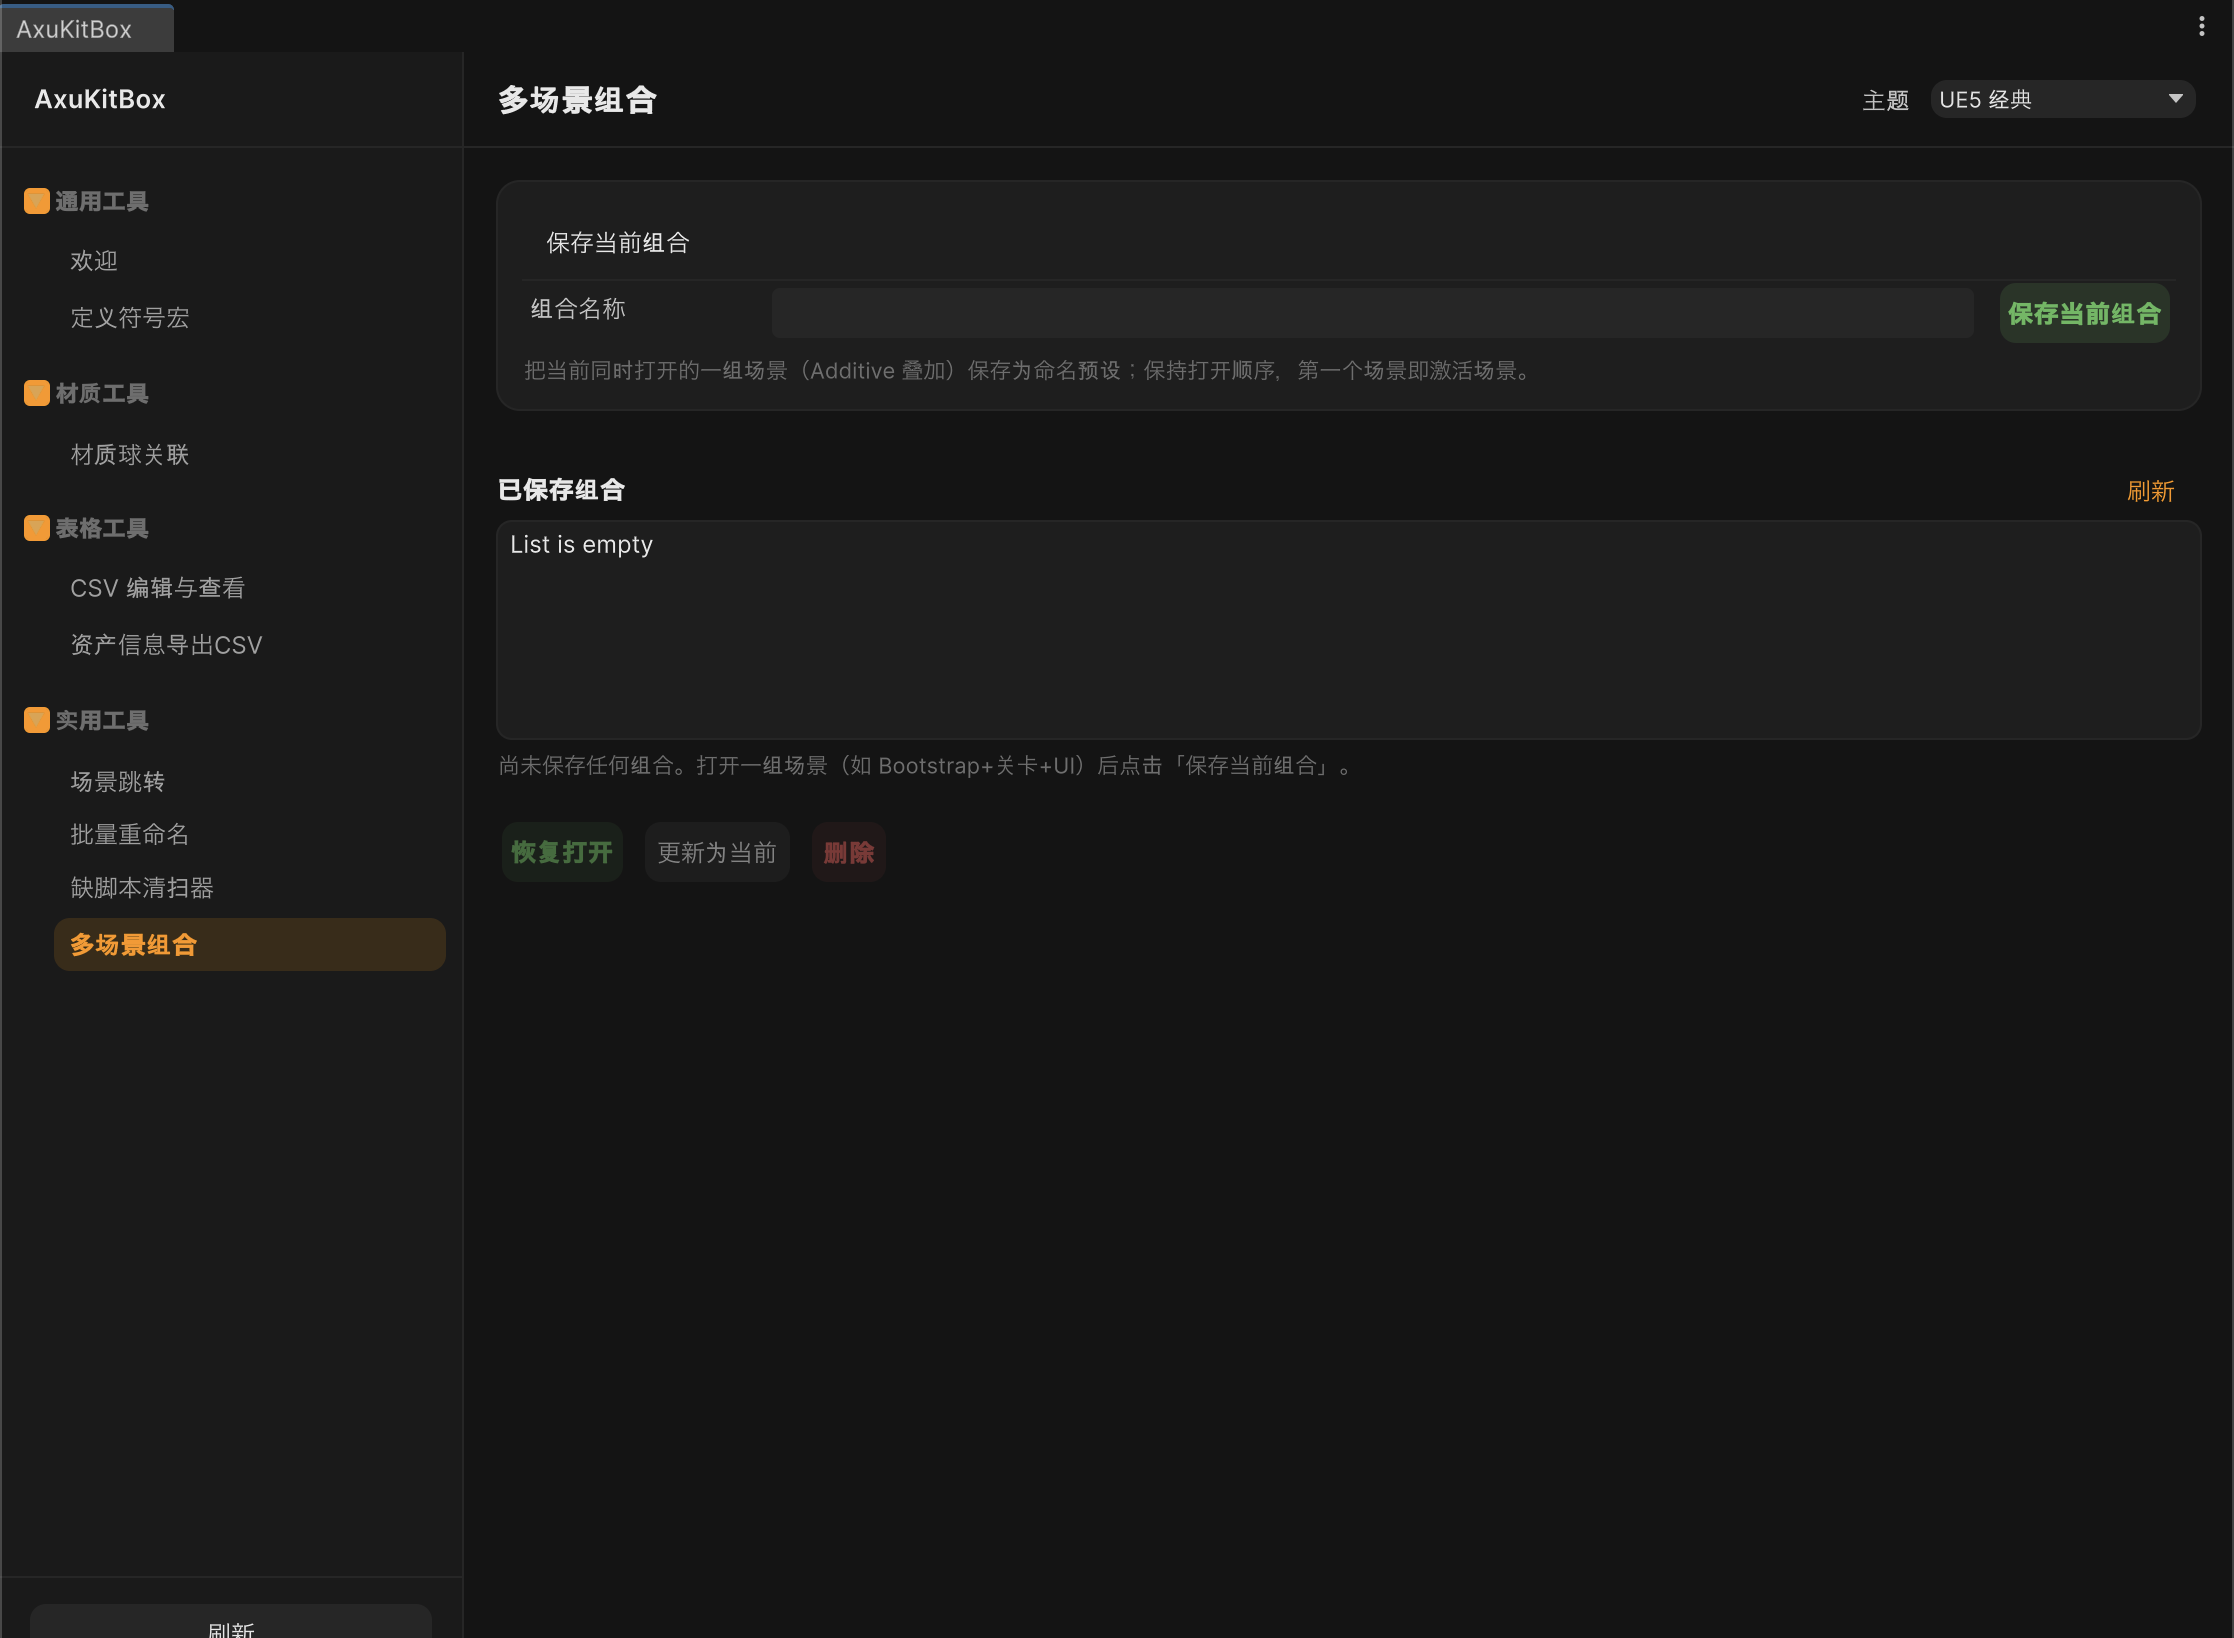 AxuKitBox
AxuKitBox
通用工具
欢迎
定义符号宏
材质工具
材质球关联
表格工具
CSV 编辑与查看
资产信息导出CSV
实用工具
场景跳转
批量重命名
缺脚本清扫器
多场景组合
刷新
多场景组合
主题 UE5 经典
保存当前组合
组合名称 保存当前组合
把当前同时打开的一组场景（Additive 叠加）保存为命名预设；保持打开顺序，第一个场景即激活场景。
已保存组合 刷新
List is empty
尚未保存任何组合。打开一组场景（如 Bootstrap+关卡+UI）后点击「保存当前组合」。
恢复打开 更新为当前 删除